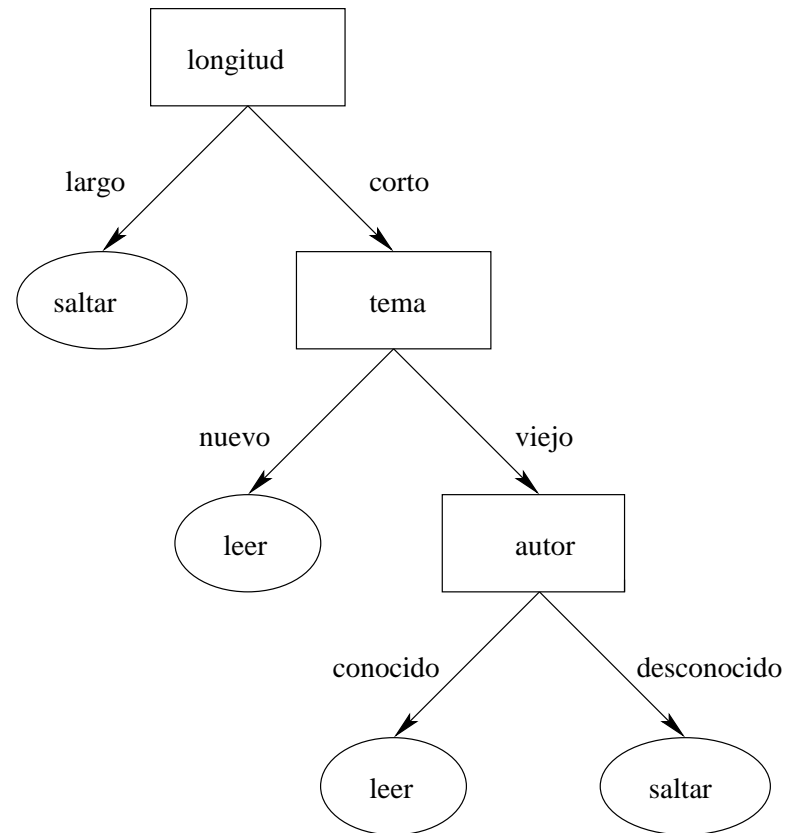 longitud
largo
corto
saltar
tema
nuevo
viejo
leer
autor
conocido
desconocido
leer
saltar